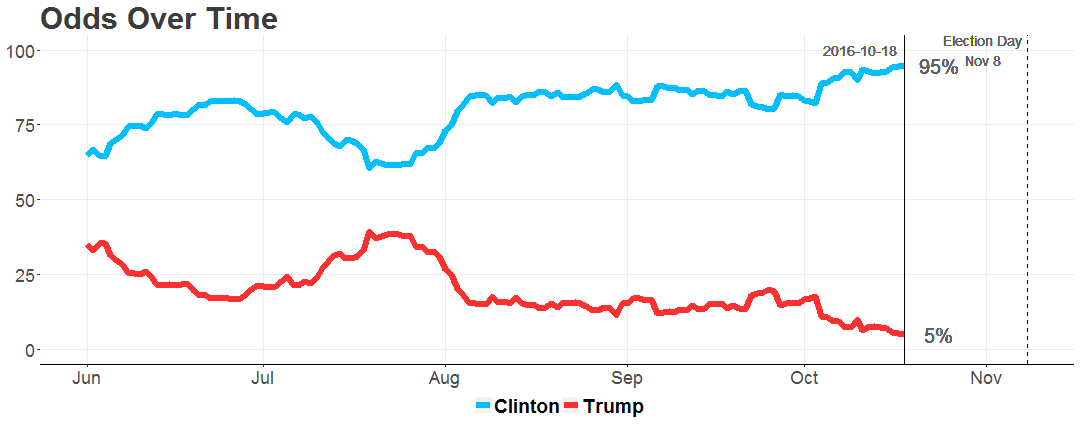 Odds Over Time
100
75
50
25
0
2016-10-18
Election Day
Nov 8
95%
5%
Jun Jul Aug Sep Oct Nov
Clinton Trump